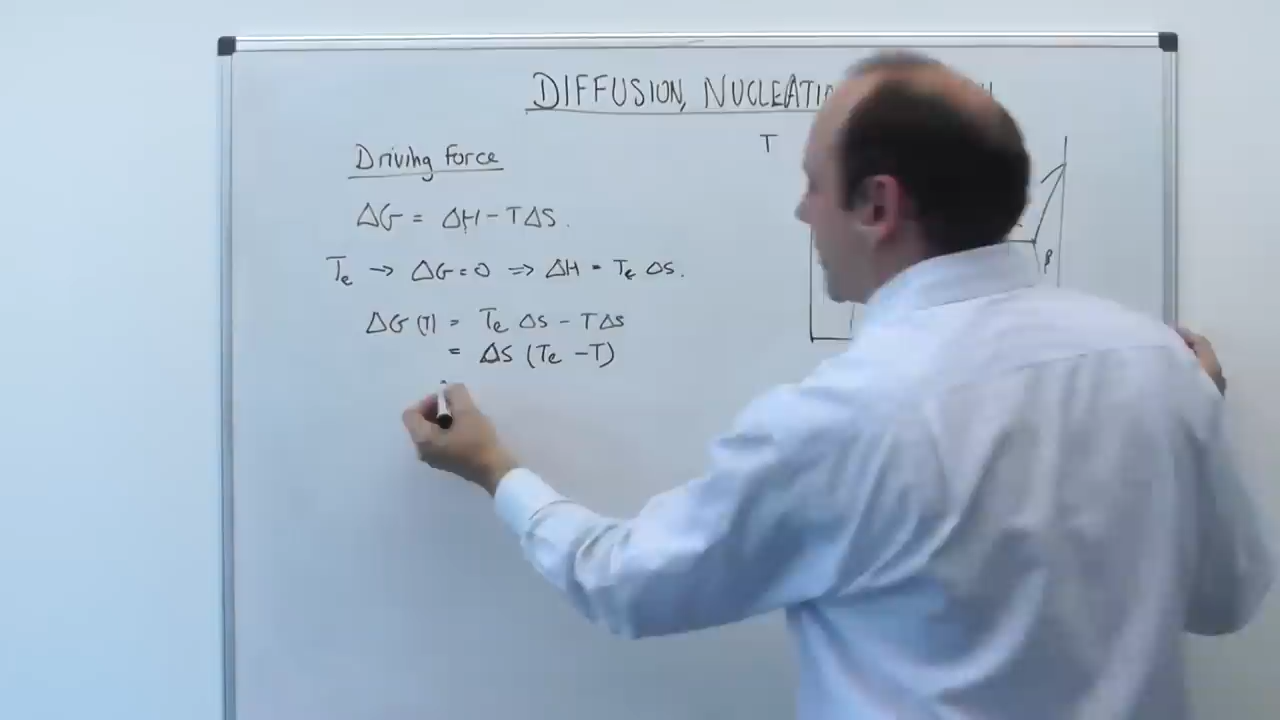 DIFFUSION, NUCLEATI
Driving Force
ΔG = ΔH - TΔS.
Te → ΔG = 0 ⇒ ΔH = Te ΔS.
ΔG (T) = Te ΔS - TΔS
= ΔS (Te - T)
T
β